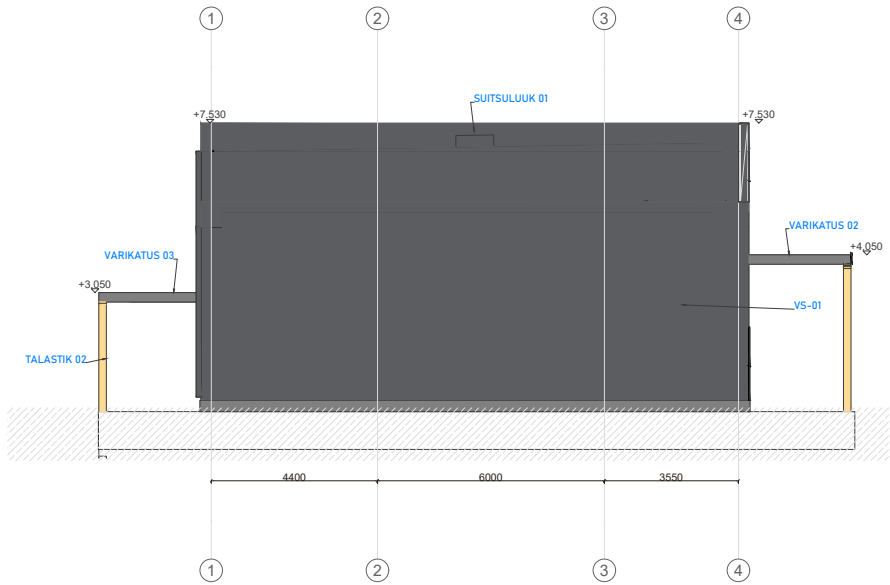 1 2 3 4
SUITSULUUK 01
+7.530 +7.530
VARIKATUS 02
+4.050
VARIKATUS 03
+3.050
VS-01
TALASTIK 02
4400 6000 3550
1 2 3 4